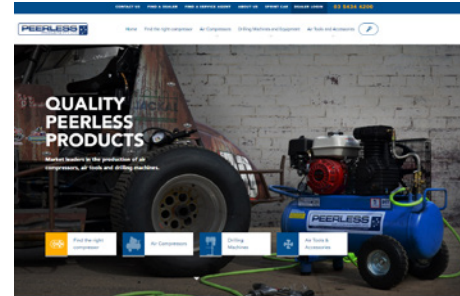 CONTACT US FIND A DEALER FIND A SERVICE AGENT ABOUT US SPRINT CAR DEALER LOGIN 03 5434 4200
PEERLESS
Home Find the right compressor Air Compressors Drilling Machines and Equipment Air Tools and Accessories
QUALITY
PEERLESS
PRODUCTS
Market leaders in the production of air
compressors, air tools and drilling machines.
PEERLESS
Find the right
compressor
Air Compressors
Drilling
Machines
Air Tools &
Accessories